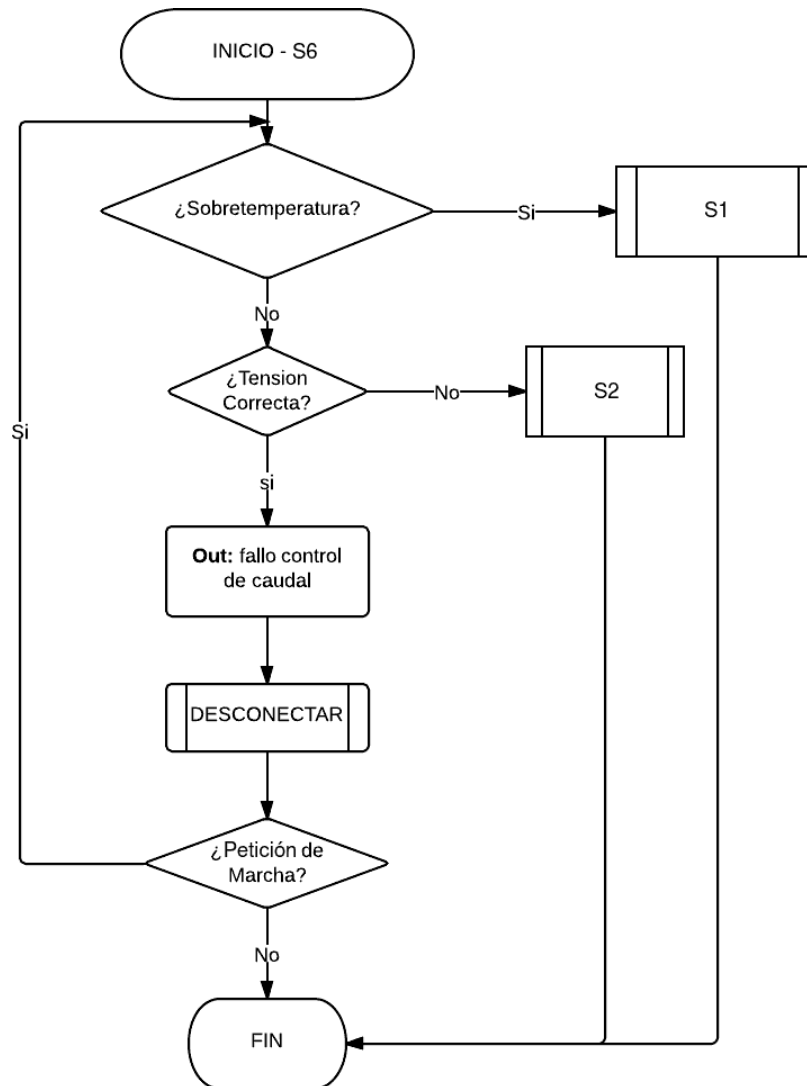 INICIO - S6
¿Sobretemperatura?
Si
S1
No
¿Tension
Correcta?
No
S2
Si
si
Out: fallo control
de caudal
DESCONECTAR
¿Petición de
Marcha?
No
FIN